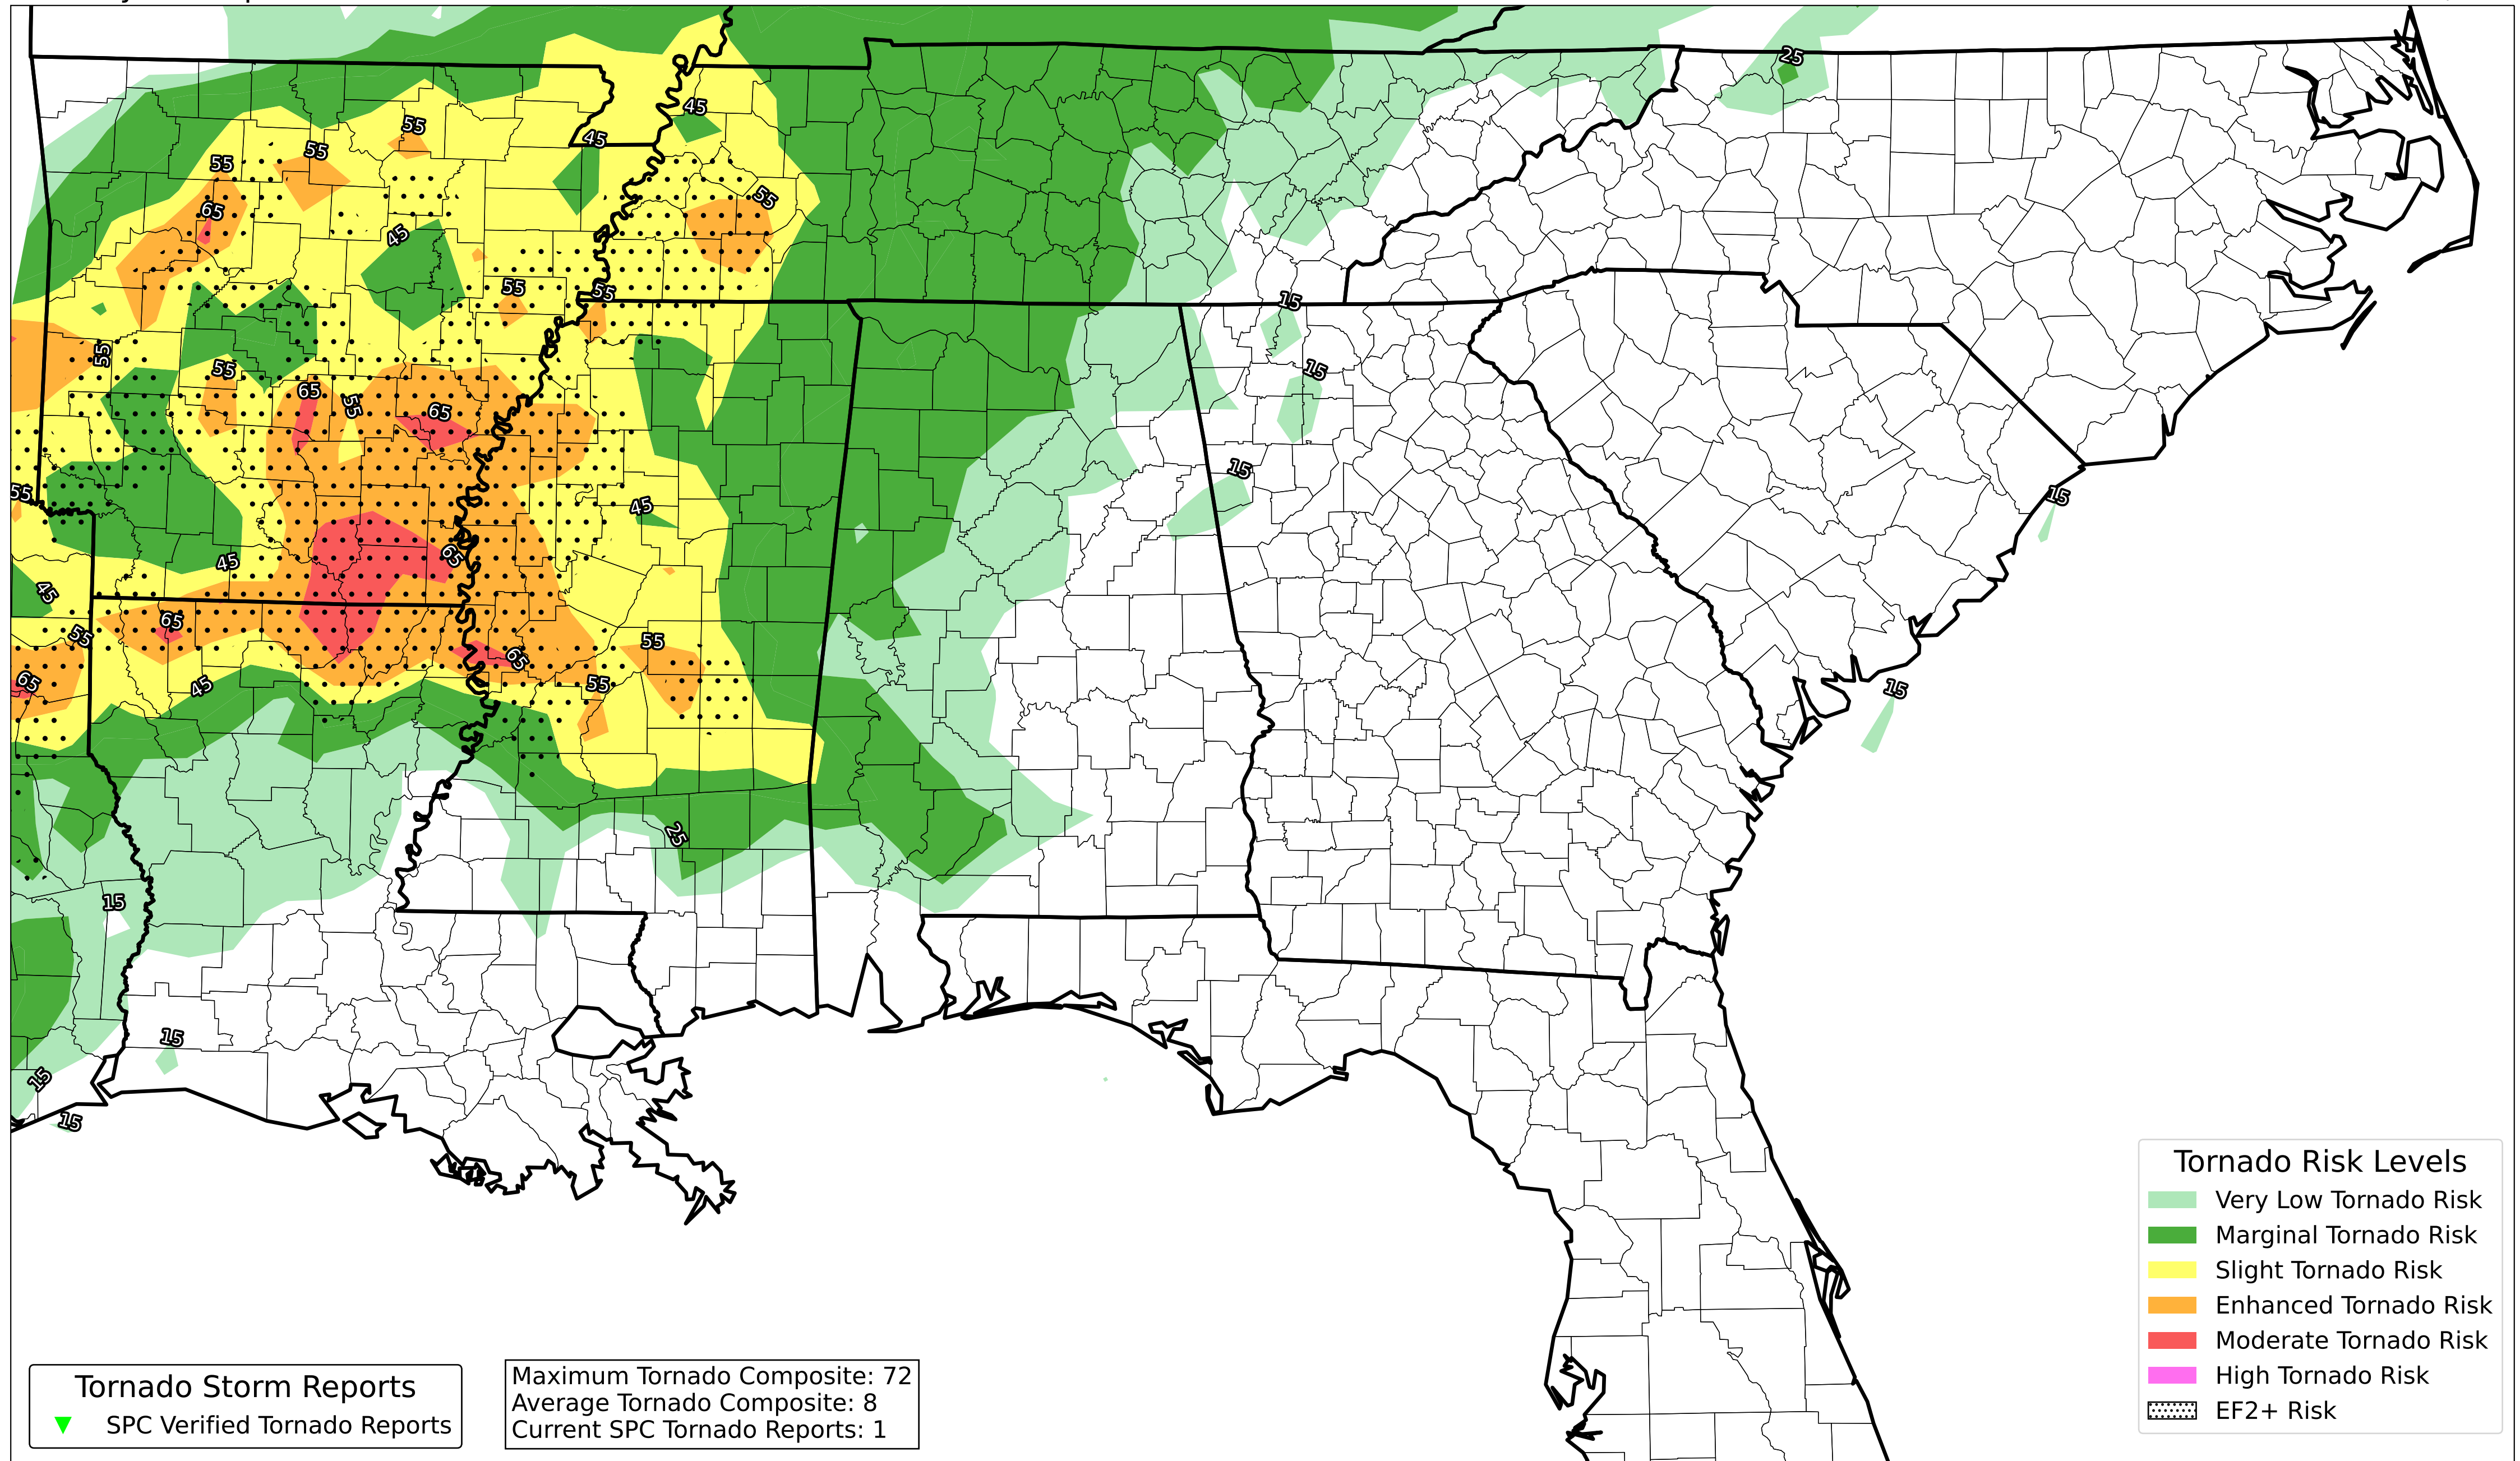 25
45
55
45
55
55
55
65
45
55
55
15
55
55
15
65
55
65
15
45
55
15
65
45
45
65
55
55
65
65
45
55
15
25
15
15
15
15
Tornado Risk Levels
Very Low Tornado Risk
Marginal Tornado Risk
Slight Tornado Risk
Enhanced Tornado Risk
Moderate Tornado Risk
High Tornado Risk
EF2+ Risk
Tornado Storm Reports
SPC Verified Tornado Reports
Maximum Tornado Composite: 72
Average Tornado Composite: 8
Current SPC Tornado Reports: 1